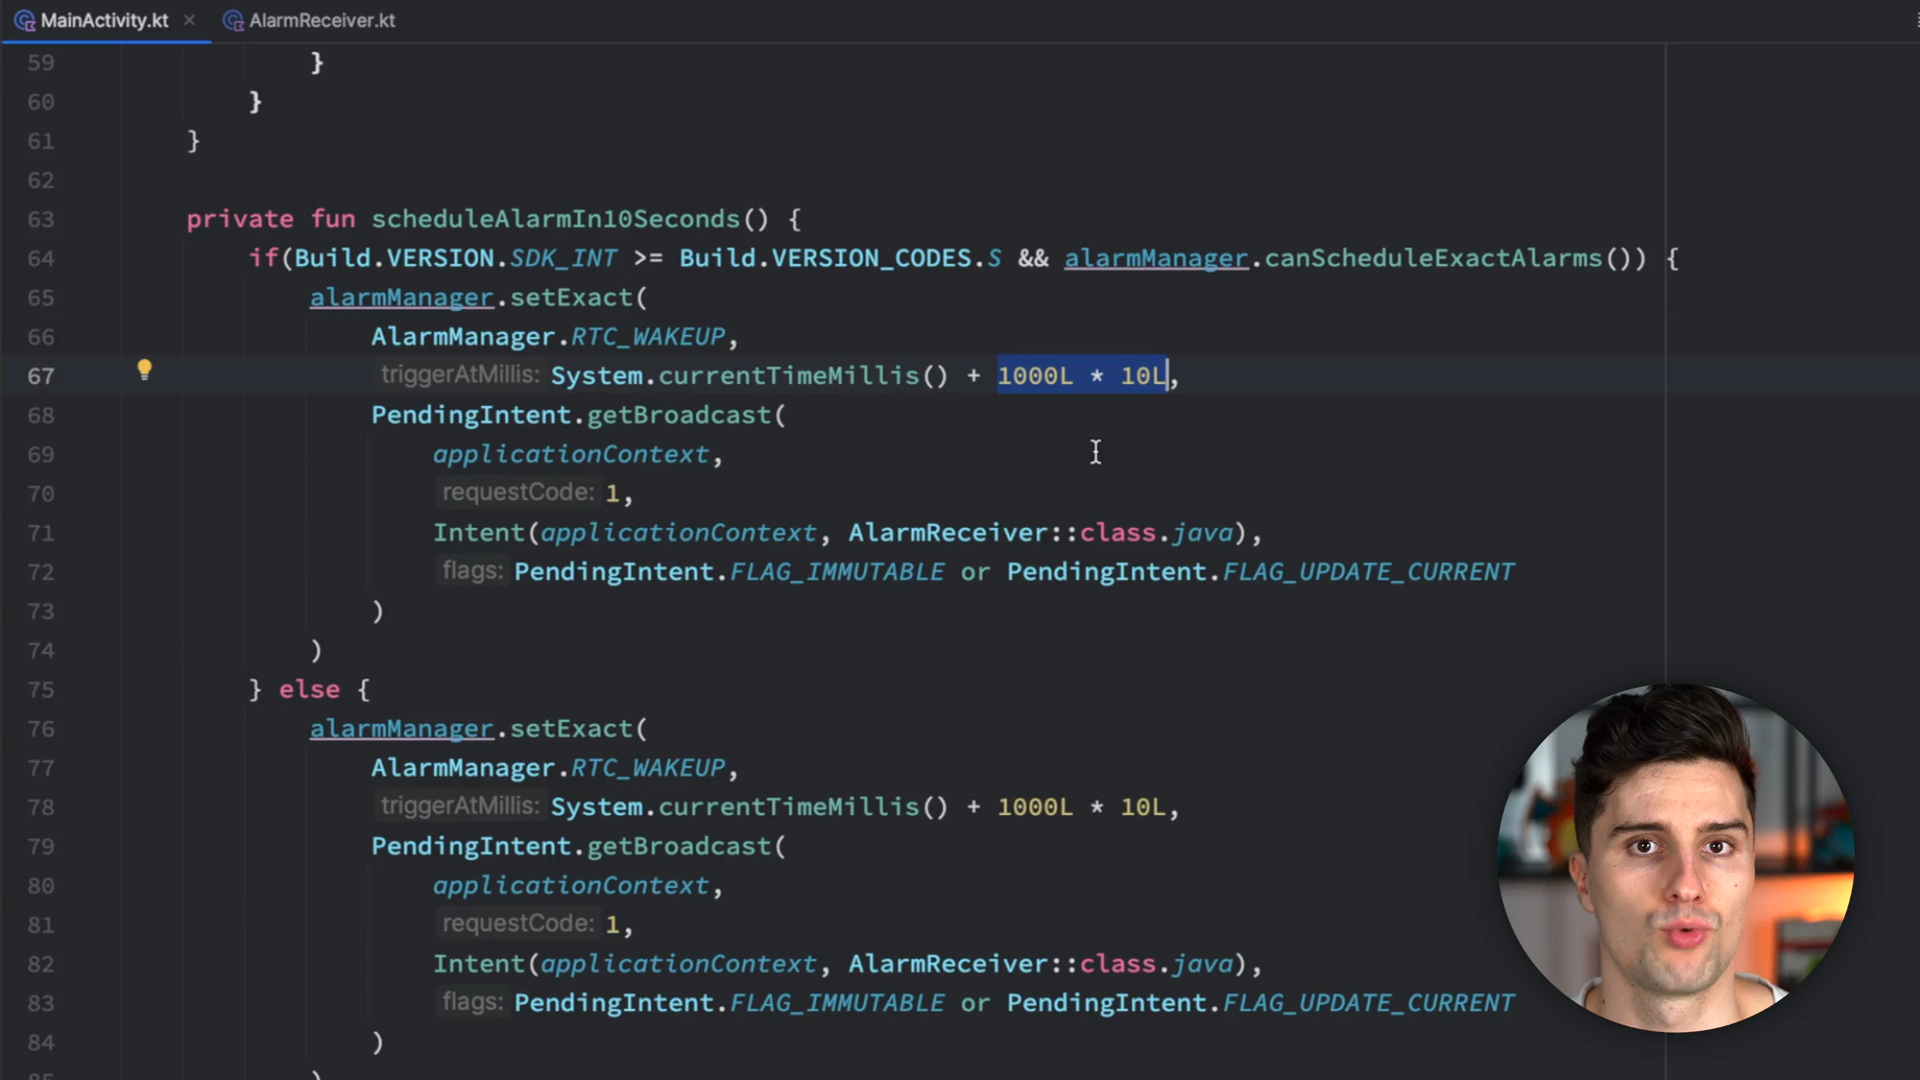 MainActivity.kt
AlarmReceiver.kt
59 }
60 }
61 }
62
63 private fun scheduleAlarmIn10Seconds() {
64 if(Build.VERSION.SDK_INT >= Build.VERSION_CODES.S && alarmManager.canScheduleExactAlarms()) {
65 alarmManager.setExact(
66 AlarmManager.RTC_WAKEUP,
67 triggerAtMillis: System.currentTimeMillis() + 1000L * 10L,
68 PendingIntent.getBroadcast(
69 applicationContext,
70 requestCode: 1,
71 Intent(applicationContext, AlarmReceiver::class.java),
72 flags: PendingIntent.FLAG_IMMUTABLE or PendingIntent.FLAG_UPDATE_CURRENT
73 )
74 )
75 } else {
76 alarmManager.setExact(
77 AlarmManager.RTC_WAKEUP,
78 triggerAtMillis: System.currentTimeMillis() + 1000L * 10L,
79 PendingIntent.getBroadcast(
80 applicationContext,
81 requestCode: 1,
82 Intent(applicationContext, AlarmReceiver::class.java),
83 flags: PendingIntent.FLAG_IMMUTABLE or PendingIntent.FLAG_UPDATE_CURRENT
84 )
85 )